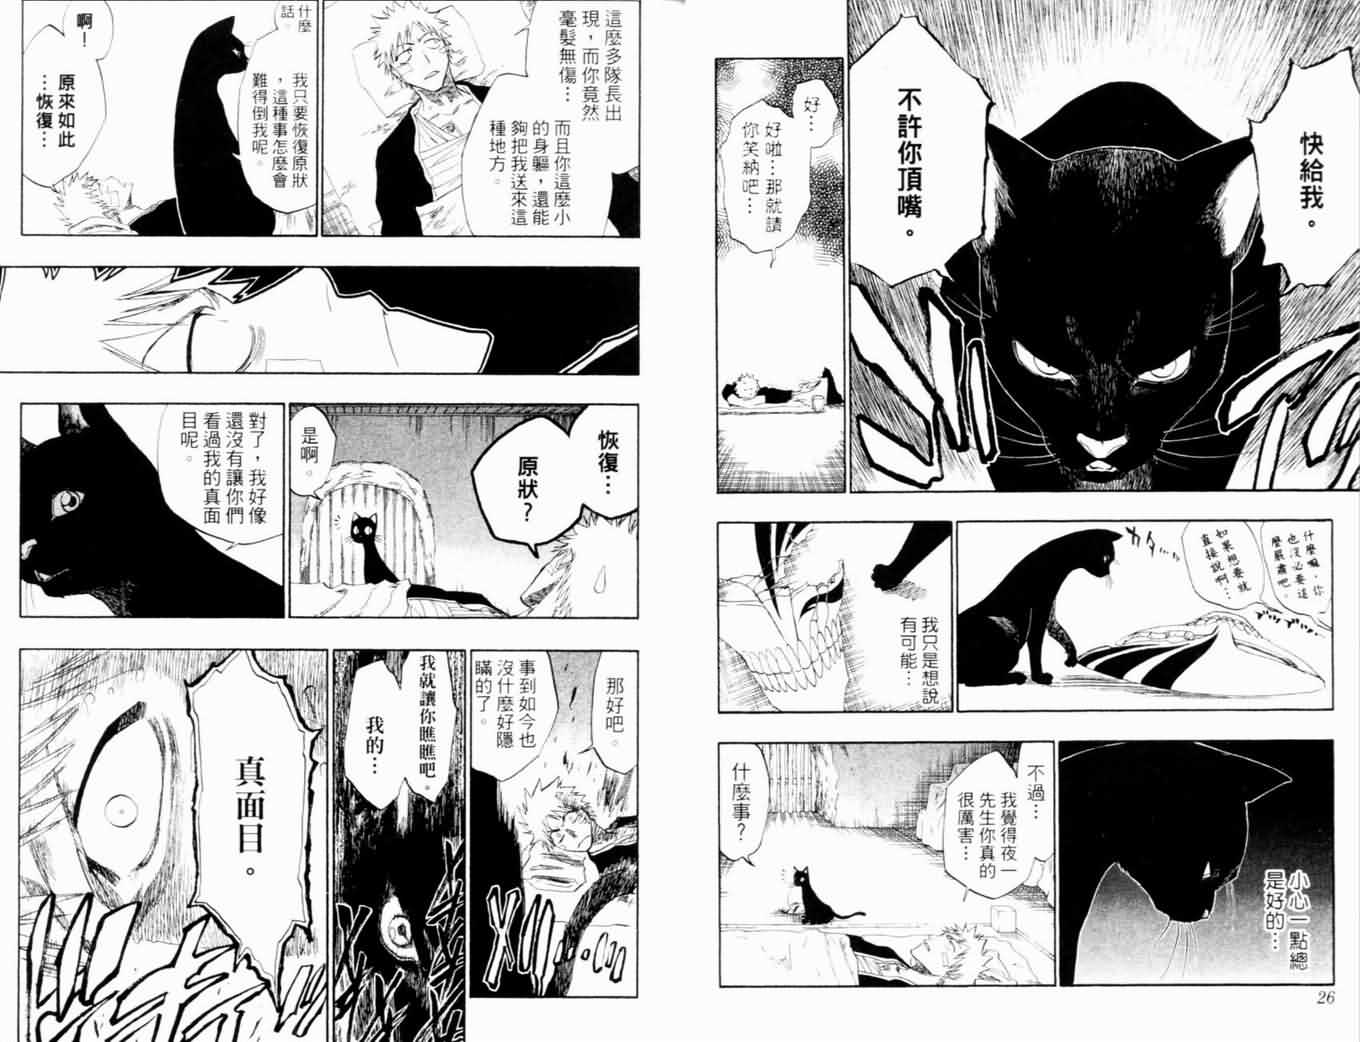 快給我。
不許你頂嘴。
好…
好啦…那就請
你笑納吧…
什麼嘛，你
也沒必要這
麼嚴肅吧。
如果想要就
直接說啊…
カタ…
我只是想說
有可能…
小心一點總
是好的…
不過…
我覺得夜一
先生你真的
很厲害…
什麼事？
26
這麼多隊長出
現，而你竟然
毫髮無傷…
而且你這麼小
的身軀，還能
夠把我送來這
種地方。
什麼
話。
我只要恢復原狀
，這種事怎麼會
難得倒我呢。
啊！
原來如此
…恢復…
恢復…
原狀？
是啊。
對了，我好像
還沒有讓你們
看過我的真面
目呢。
那好吧。
事到如今也
沒什麼好隱
瞞的了。
我就讓你瞧瞧吧。
我的…
真面目。